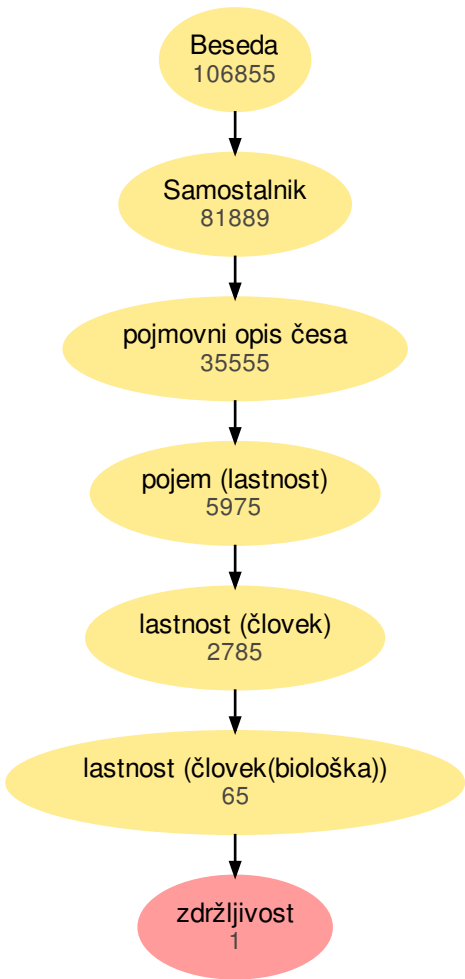 Beseda
106855
Samostalnik
81889
pojmovni opis česa
35555
pojem (lastnost)
5975
lastnost (človek)
2785
lastnost (človek(biološka))
65
zdržljivost
1